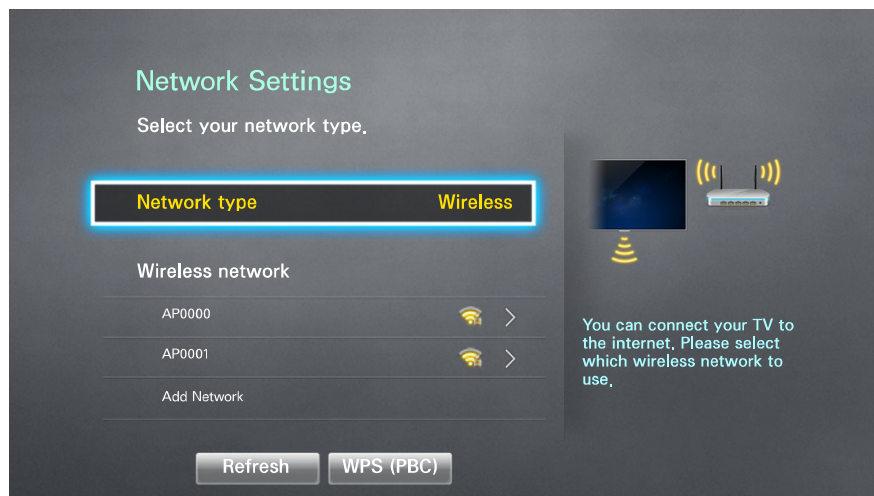 Network Settings
Select your network type.
Network type Wireless
Wireless network
AP0000
AP0001
Add Network
You can connect your TV to
the internet. Please select
which wireless network to
use.
Refresh WPS (PBC)